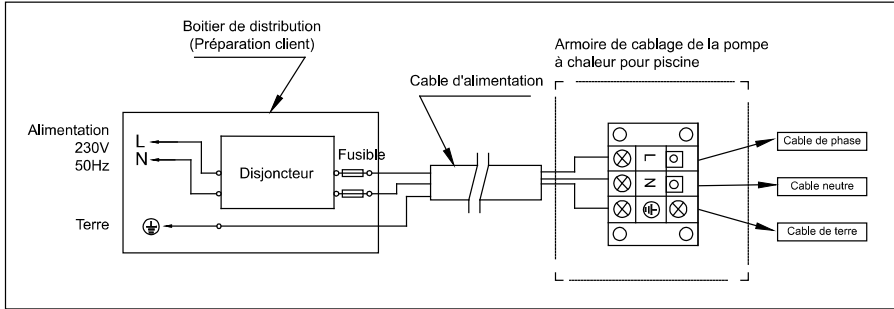 Boitier de distribution
(Préparation client)
Armoire de cablage de la pompe
à chaleur pour piscine
Cable d'alimentation
Alimentation
230V
50Hz
L
N
Disjoncteur
Fusible
Terre
L
N
Cable de phase
Cable neutre
Cable de terre